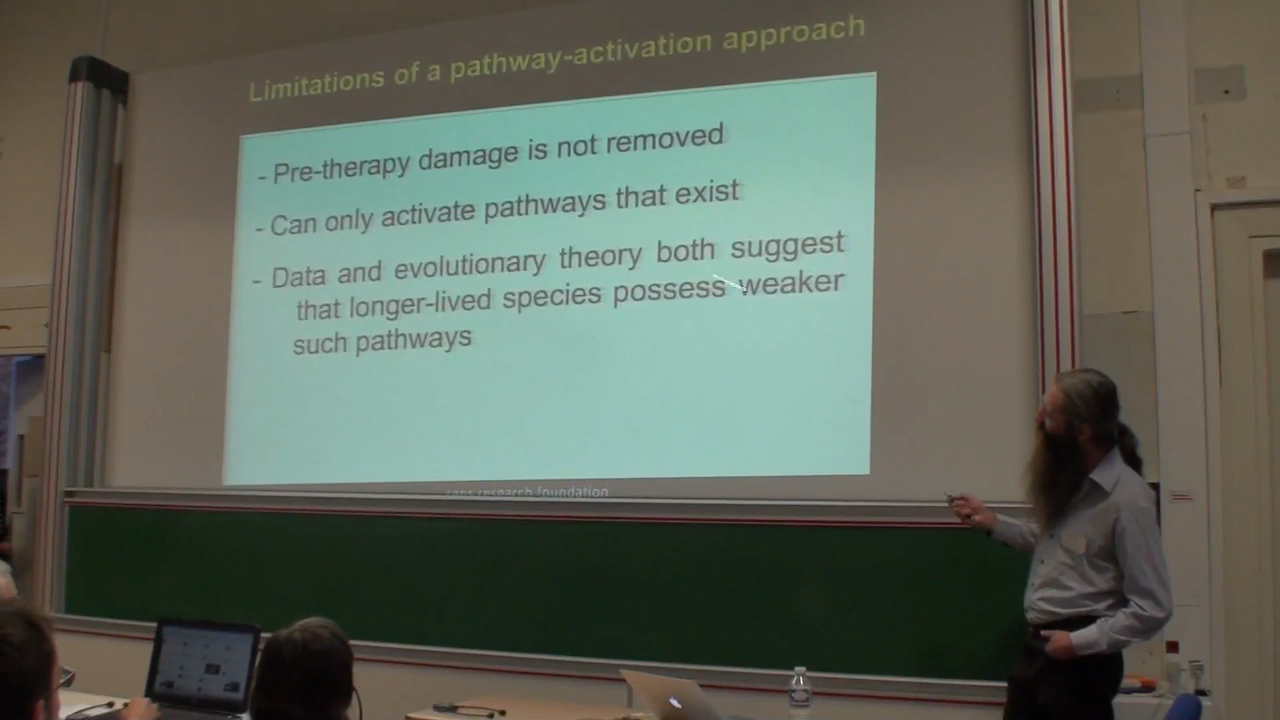 Limitations of a pathway-activation approach
- Pre-therapy damage is not removed
- Can only activate pathways that exist
- Data and evolutionary theory both suggest
that longer-lived species possess weaker
such pathways
sens research foundation